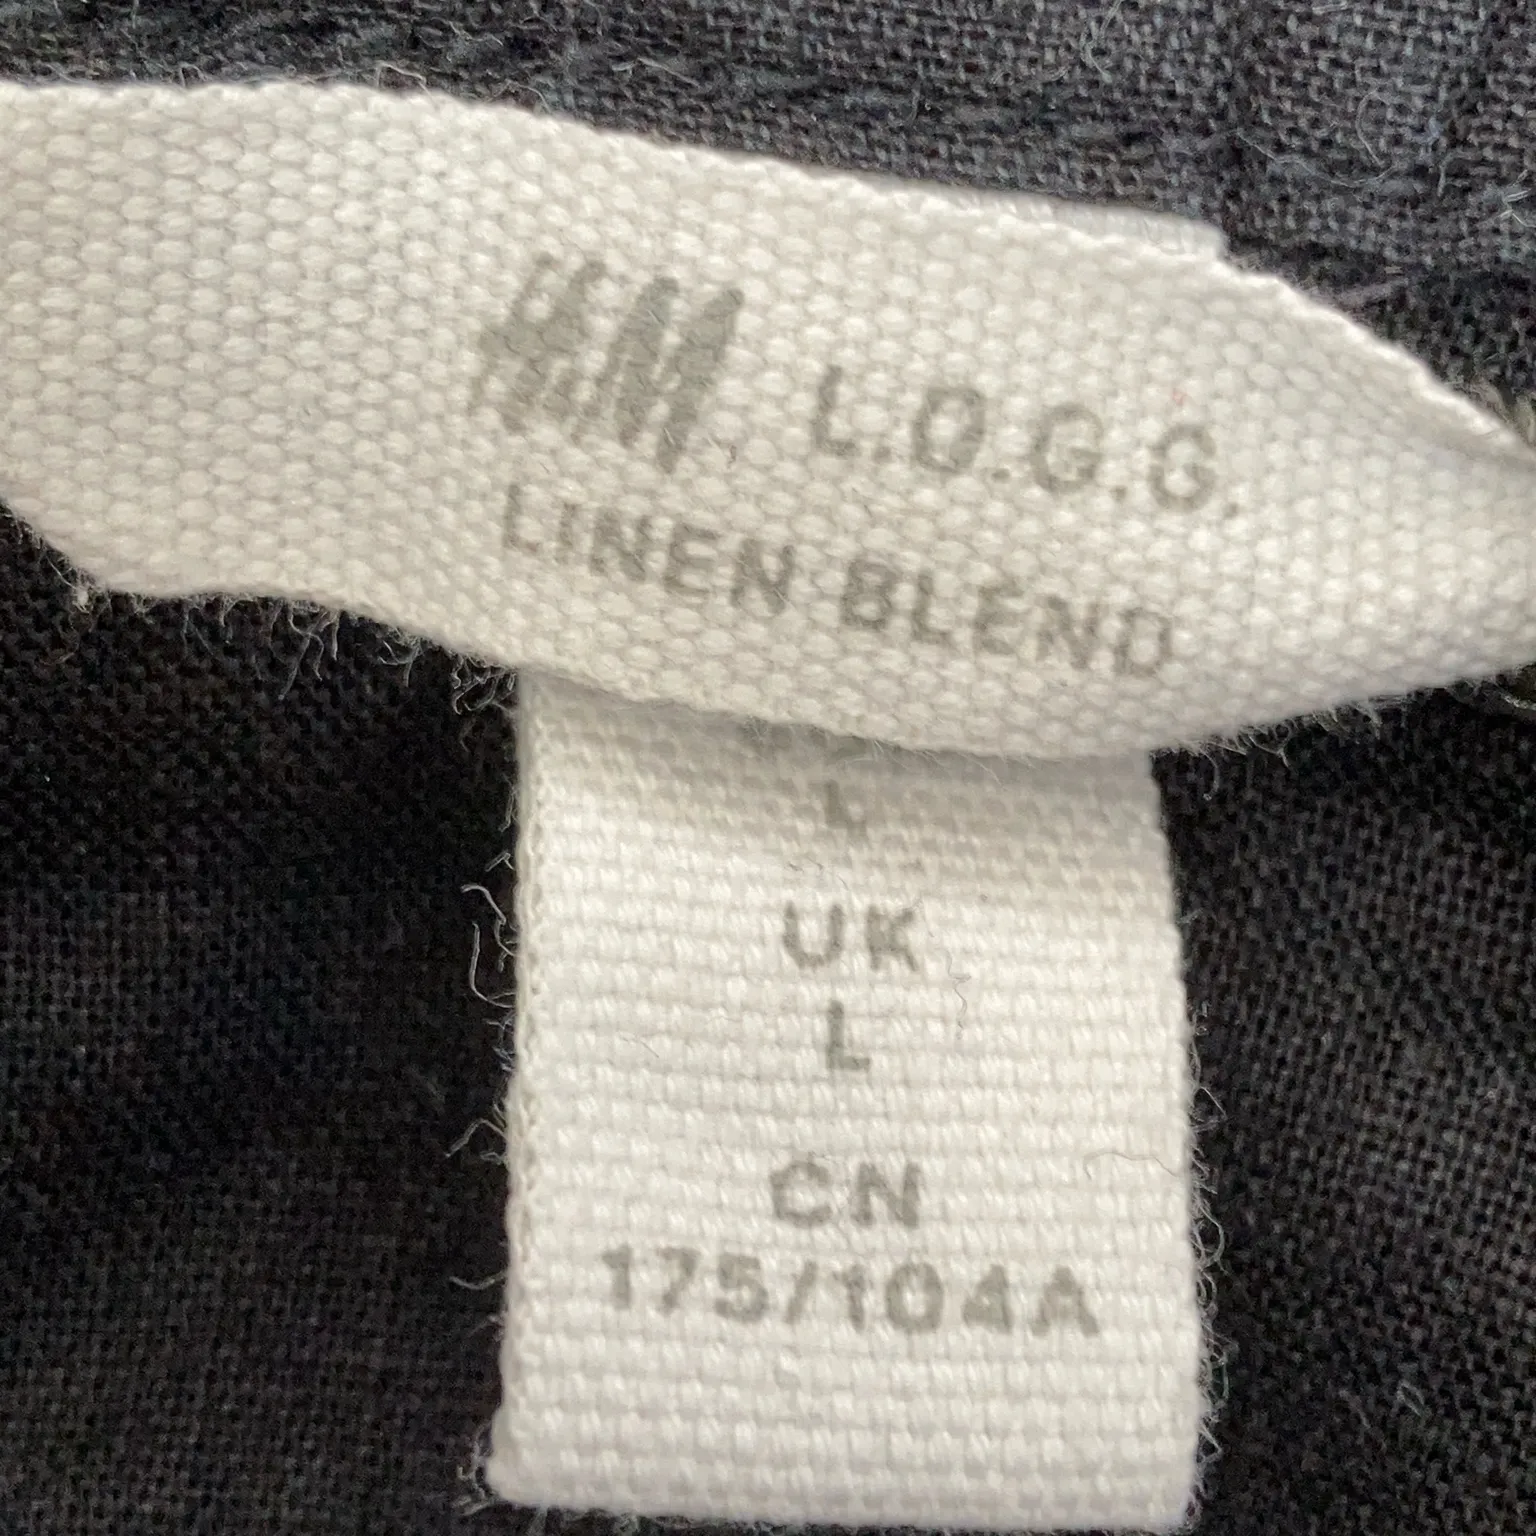 H&M L.O.G.G.
LINEN BLEND
L
UK
L
CN
175/104A